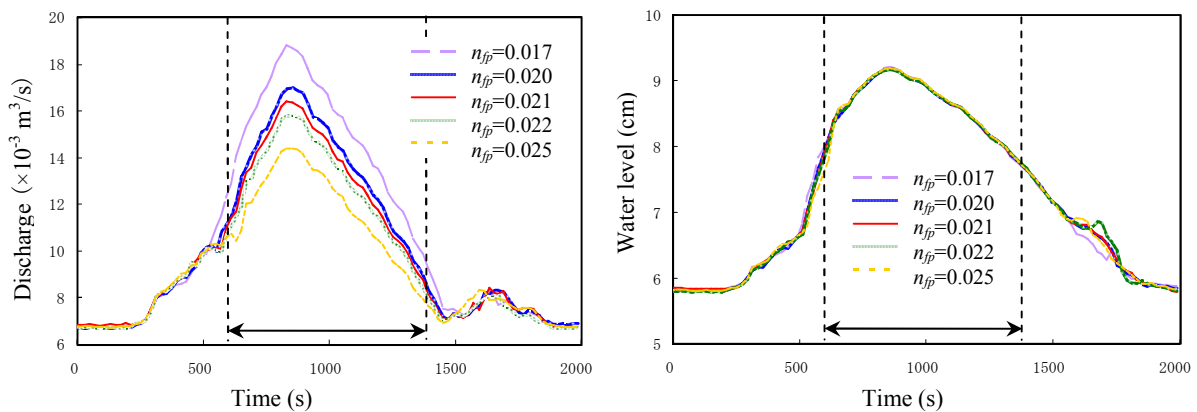 20
18
16
14
12
10
8
6
0
500
1000
1500
2000
Discharge (×10⁻³ m³/s)
Time (s)
n_fp=0.017
n_fp=0.020
n_fp=0.021
n_fp=0.022
n_fp=0.025
10
9
8
7
6
5
0
500
1000
1500
2000
Water level (cm)
Time (s)
n_fp=0.017
n_fp=0.020
n_fp=0.021
n_fp=0.022
n_fp=0.025